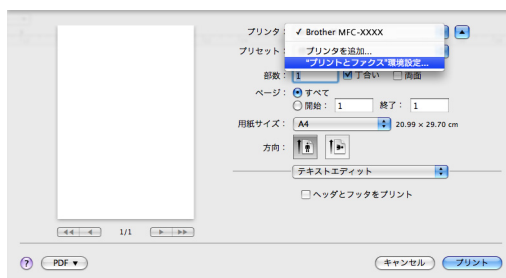 プリンタ： ✓ Brother MFC-XXXX
プリンタを追加...
プリセット：
"プリントとファクス"環境設定...
部数： 1 丁合い 両面
ページ： すべて
開始： 1 終了： 1
用紙サイズ： A4 20.99 x 29.70 cm
方向：
テキストエディット
ヘッダとフッタをプリント
1/1
? PDF▼ キャンセル プリント